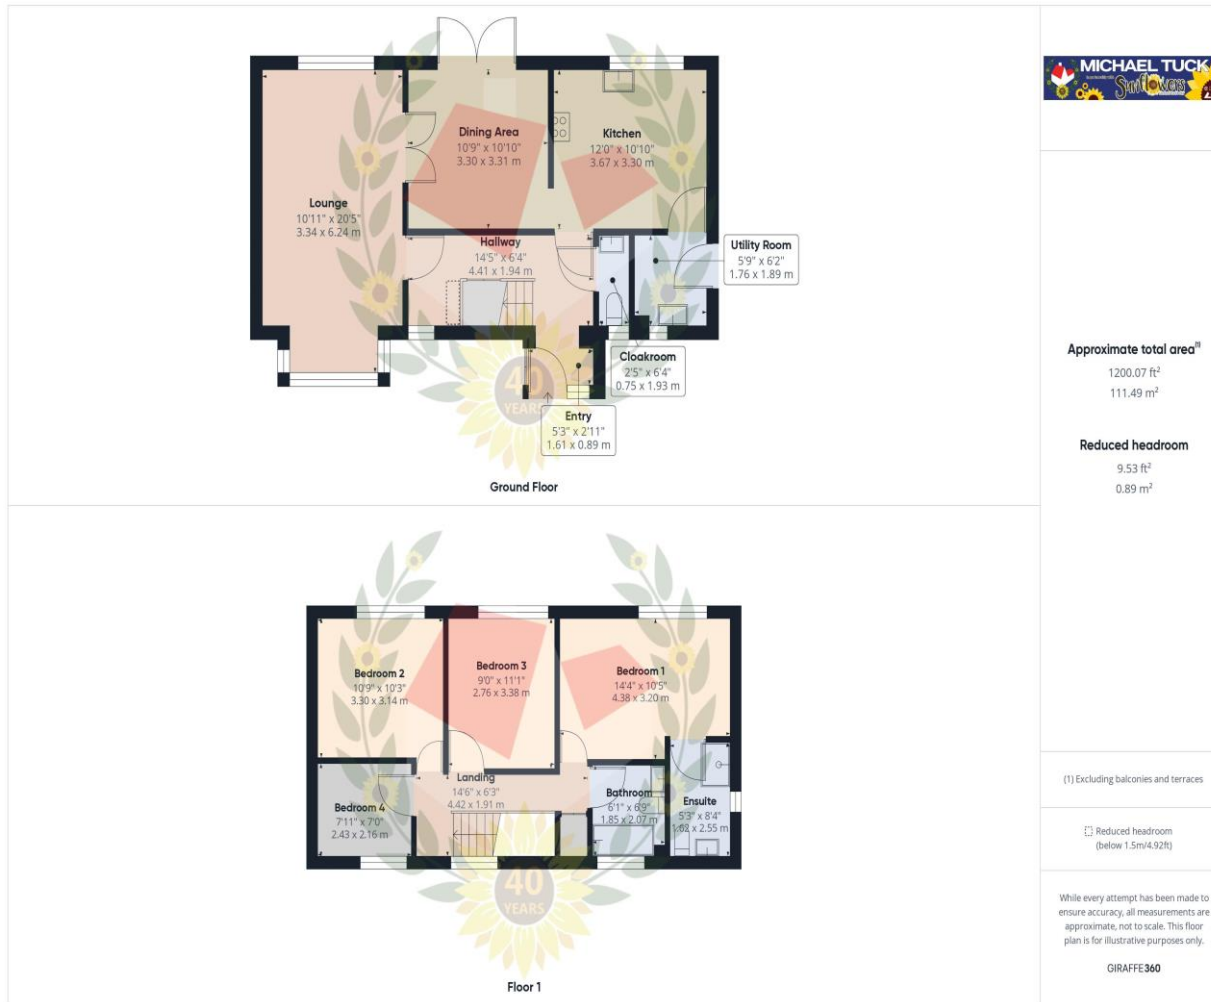 MICHAEL TUCK
Sunflowers
Dining Area
10'9" x 10'10"
3.30 x 3.31 m
Kitchen
12'0" x 10'10"
3.67 x 3.30 m
Lounge
10'11" x 20'5"
3.34 x 6.24 m
Hallway
14'5" x 6'4"
4.41 x 1.94 m
Utility Room
5'9" x 6'2"
1.76 x 1.89 m
Cloakroom
2'5" x 6'4"
0.75 x 1.93 m
40
YEARS
Entry
5'3" x 2'11"
1.61 x 0.89 m
Ground Floor
Approximate total area(1)
1200.07 ft²
111.49 m²
Reduced headroom
9.53 ft²
0.89 m²
Bedroom 2
10'9" x 10'3"
3.30 x 3.14 m
Bedroom 3
9'0" x 11'1"
2.76 x 3.38 m
Bedroom 1
14'4" x 10'5"
4.38 x 3.20 m
Landing
14'6" x 6'3"
4.42 x 1.91 m
Bedroom 4
7'11" x 7'0"
2.43 x 2.16 m
Bathroom
6'1" x 6'9"
1.85 x 2.07 m
Ensuite
5'3" x 8'4"
1.62 x 2.55 m
40
YEARS
Floor 1
(1) Excluding balconies and terraces
Reduced headroom
(below 1.5m/4.92ft)
While every attempt has been made to
ensure accuracy, all measurements are
approximate, not to scale. This floor
plan is for illustrative purposes only.
GIRAFFE360